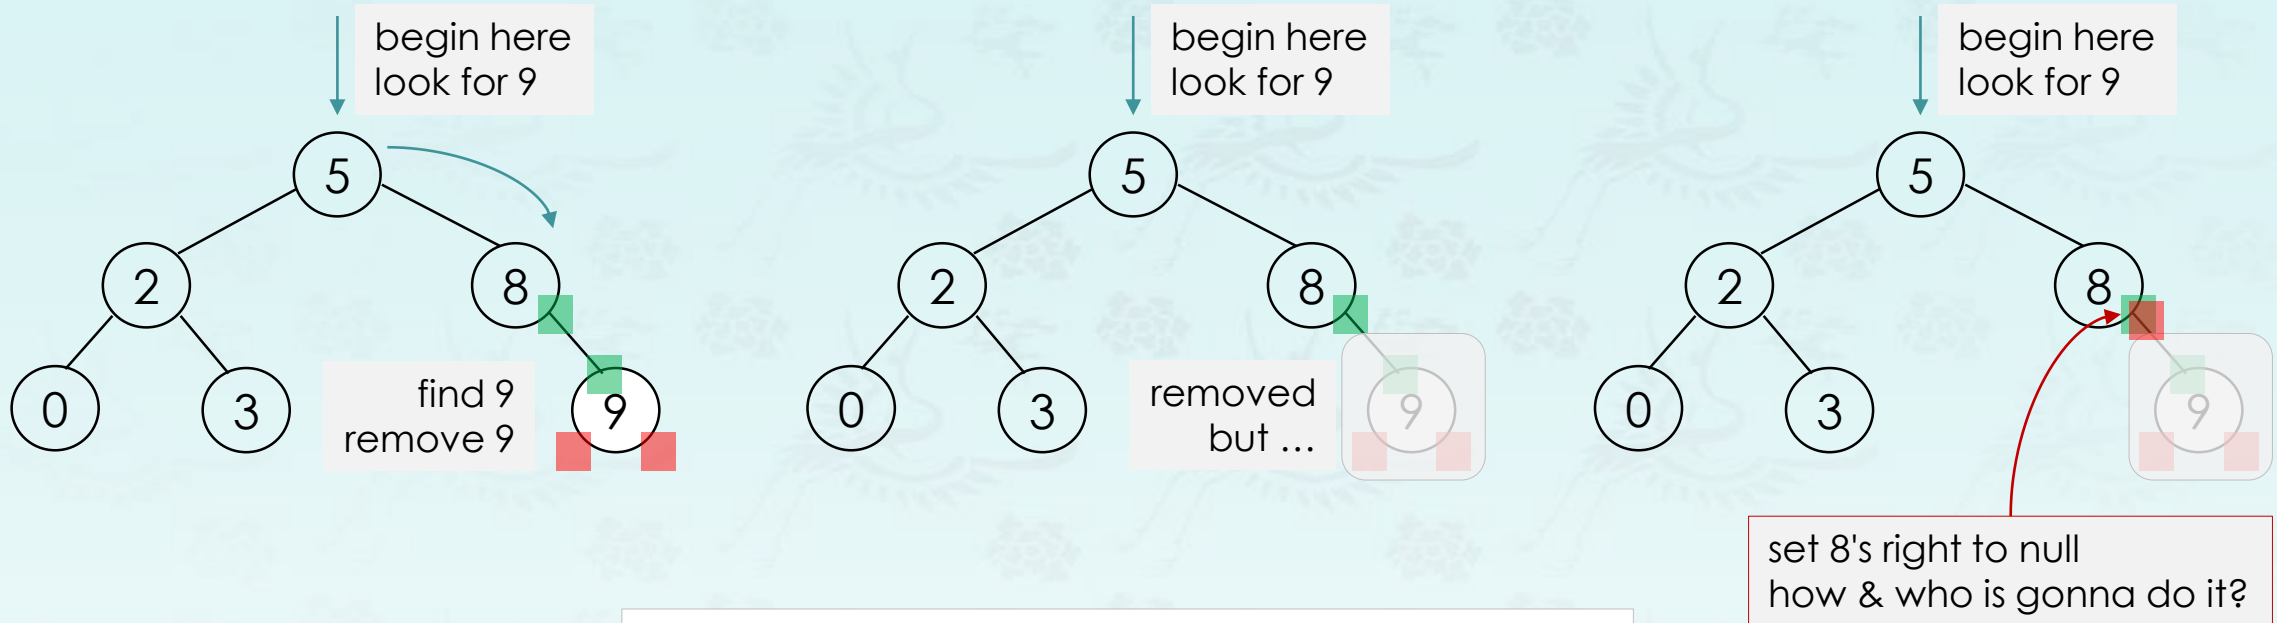 begin here
look for 9
5
2
8
0
3
find 9
remove 9
9
begin here
look for 9
5
2
8
0
3
removed
but ...
9
begin here
look for 9
5
2
8
0
3
9
set 8's right to null
how & who is gonna do it?